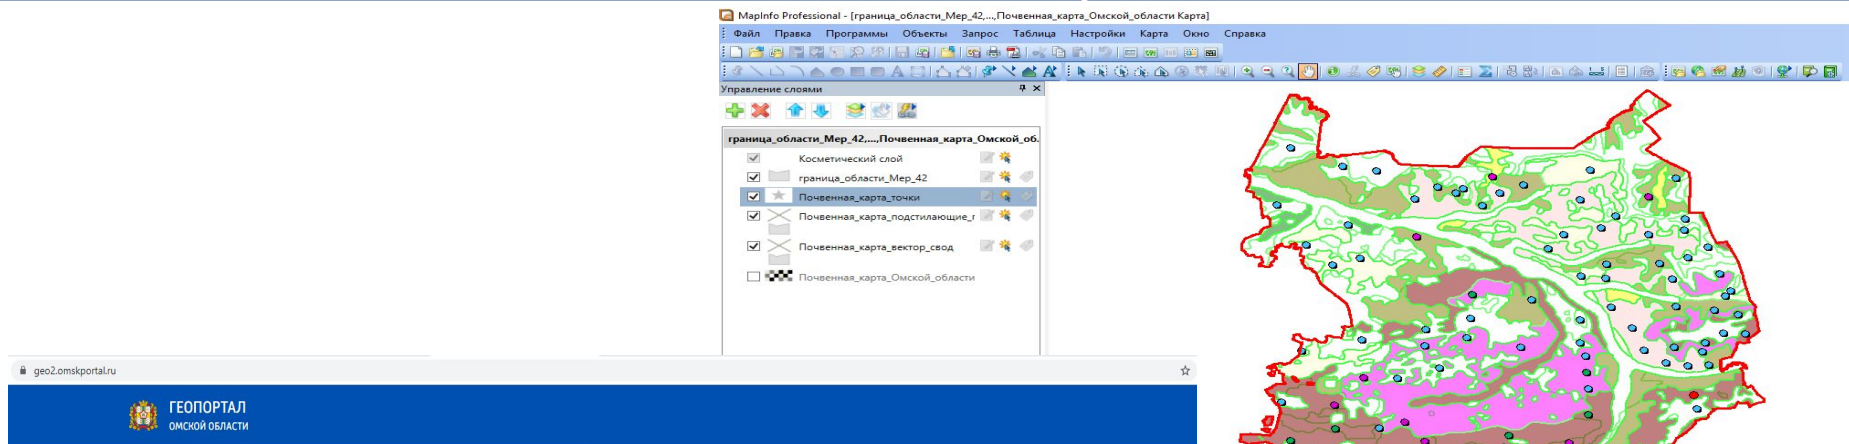 MapInfo Professional - [граница_области_Мер_42,...,Почвенная_карта_Омской_области Карта]
Файл Правка Программы Объекты Запрос Таблица Настройки Карта Окно Справка
Управление слоями
граница_области_Мер_42,...,Почвенная_карта_Омской_об.
Косметический слой
граница_области_Мер_42
Почвенная_карта_точки
Почвенная_карта_подстилающие_г
Почвенная_карта_вектор_свод
Почвенная_карта_Омской_области
geo2.omskportal.ru
ГЕОПОРТАЛ
ОМСКОЙ ОБЛАСТИ